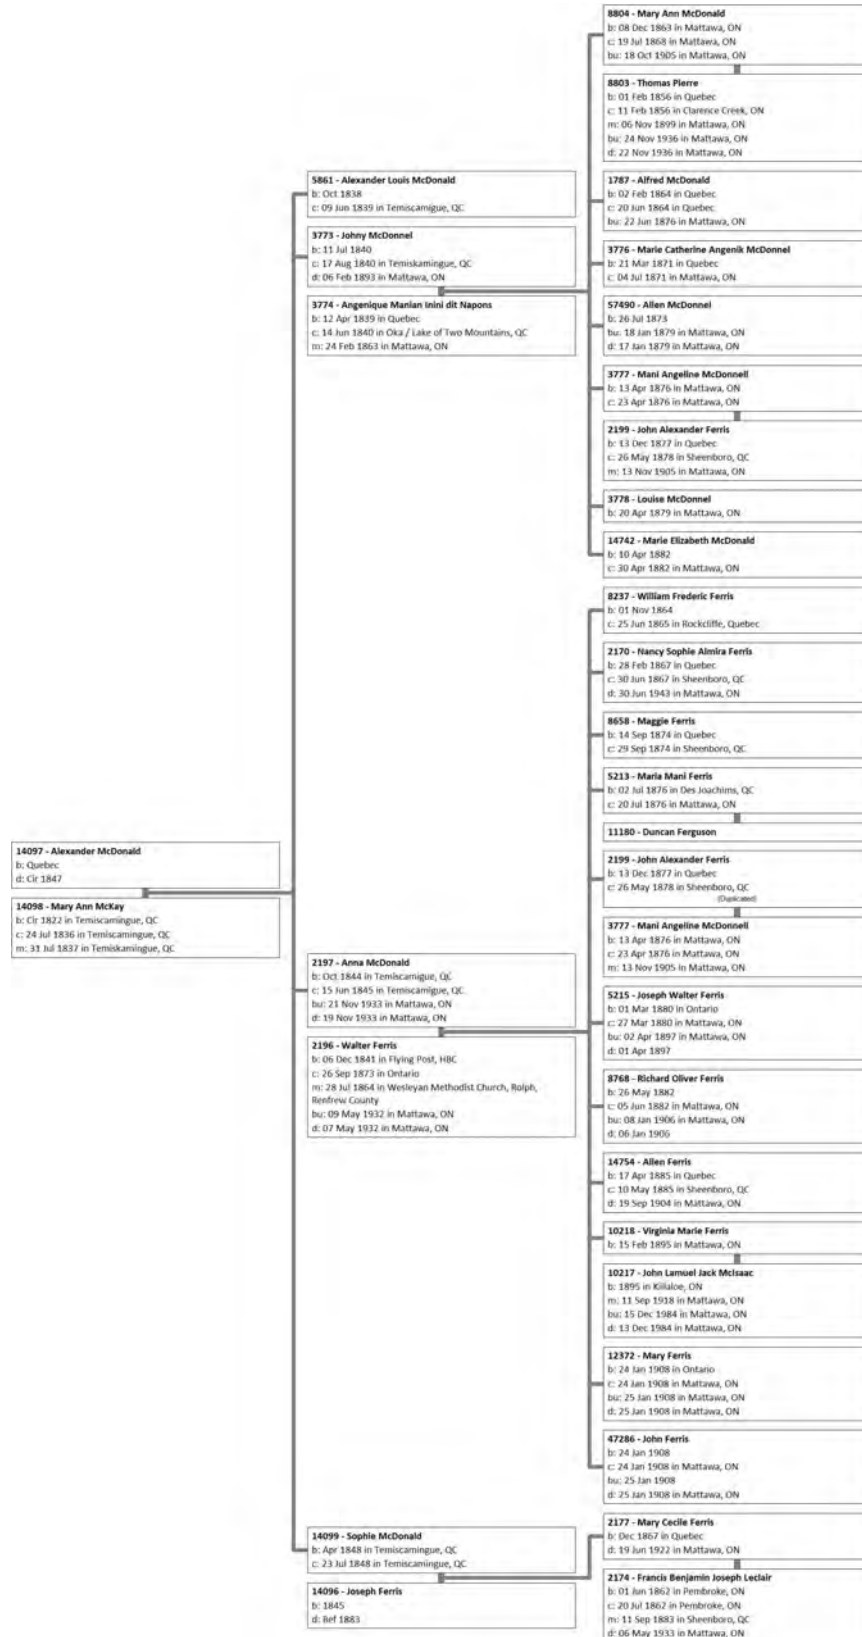 14097 - Alexander McDonald
b: Quebec
d: Cir 1847
14098 - Mary Ann McKay
b: Cir 1822 in Temiscamingue, QC
c: 24 Jul 1836 in Temiscamingue, QC
m: 31 Jul 1837 in Temiskamingue, QC
5861 - Alexander Louis McDonald
b: Oct 1838
c: 09 Jun 1839 in Temiscamigue, QC
3773 - Johny McDonnel
b: 11 Jul 1840
c: 17 Aug 1840 in Temiskamingue, QC
d: 06 Feb 1893 in Mattawa, ON
3774 - Angenique Manian Inini dit Napons
b: 12 Apr 1839 in Quebec
c: 14 Jun 1840 in Oka / Lake of Two Mountains, QC
m: 24 Feb 1863 in Mattawa, ON
8804 - Mary Ann McDonald
b: 08 Dec 1863 in Mattawa, ON
c: 19 Jul 1868 in Mattawa, ON
bu: 18 Oct 1905 in Mattawa, ON
8803 - Thomas Pierre
b: 01 Feb 1856 in Quebec
c: 11 Feb 1856 in Clarence Creek, ON
m: 06 Nov 1899 in Mattawa, ON
bu: 24 Nov 1936 in Mattawa, ON
d: 22 Nov 1936 in Mattawa, ON
1787 - Alfred McDonald
b: 02 Feb 1864 in Quebec
c: 20 Jun 1864 in Quebec
bu: 22 Jun 1876 in Mattawa, ON
3776 - Marie Catherine Angenik McDonnel
b: 21 Mar 1871 in Quebec
c: 04 Jul 1871 in Mattawa, ON
57490 - Allen McDonnel
b: 26 Jul 1873
bu: 18 Jan 1879 in Mattawa, ON
d: 17 Jan 1879 in Mattawa, ON
3777 - Mani Angeline McDonnell
b: 13 Apr 1876 in Mattawa, ON
c: 23 Apr 1876 in Mattawa, ON
2199 - John Alexander Ferris
b: 13 Dec 1877 in Quebec
c: 26 May 1878 in Sheenboro, QC
m: 13 Nov 1905 in Mattawa, ON
3778 - Louise McDonnel
b: 20 Apr 1879 in Mattawa, ON
14742 - Marie Elizabeth McDonald
b: 10 Apr 1882
c: 30 Apr 1882 in Mattawa, ON
2197 - Anna McDonald
b: Oct 1844 in Temiscamigue, QC
c: 15 Jun 1845 in Temiscamigue, QC
bu: 21 Nov 1933 in Mattawa, ON
d: 19 Nov 1933 in Mattawa, ON
2196 - Walter Ferris
b: 06 Dec 1841 in Flying Post, HBC
c: 26 Sep 1873 in Ontario
m: 28 Jul 1864 in Wesleyan Methodist Church, Rolph,
Renfrew County
bu: 09 May 1932 in Mattawa, ON
d: 07 May 1932 in Mattawa, ON
8237 - William Frederic Ferris
b: 01 Nov 1864
c: 25 Jun 1865 in Rockcliffe, Quebec
2170 - Nancy Sophie Almira Ferris
b: 28 Feb 1867 in Quebec
c: 30 Jun 1867 in Sheenboro, QC
d: 30 Jun 1943 in Mattawa, ON
8658 - Maggie Ferris
b: 14 Sep 1874 in Quebec
c: 29 Sep 1874 in Sheenboro, QC
5213 - Maria Mani Ferris
b: 02 Jul 1876 in Des Joachims, QC
c: 20 Jul 1876 in Mattawa, ON
11180 - Duncan Ferguson
2199 - John Alexander Ferris
b: 13 Dec 1877 in Quebec
c: 26 May 1878 in Sheenboro, QC
(Duplicated)
3777 - Mani Angeline McDonnell
b: 13 Apr 1876 in Mattawa, ON
c: 23 Apr 1876 in Mattawa, ON
m: 13 Nov 1905 in Mattawa, ON
5215 - Joseph Walter Ferris
b: 01 Mar 1880 in Ontario
c: 27 Mar 1880 in Mattawa, ON
bu: 02 Apr 1897 in Mattawa, ON
d: 01 Apr 1897
8768 - Richard Oliver Ferris
b: 26 May 1882
c: 05 Jun 1882 in Mattawa, ON
bu: 08 Jan 1906 in Mattawa, ON
d: 06 Jan 1906
14754 - Allen Ferris
b: 17 Apr 1885 in Quebec
c: 10 May 1885 in Sheenboro, QC
d: 19 Sep 1904 in Mattawa, ON
10218 - Virginia Marie Ferris
b: 15 Feb 1895 in Mattawa, ON
10217 - John Lamuel Jack McIsaac
b: 1895 in Killaloe, ON
m: 11 Sep 1918 in Mattawa, ON
bu: 15 Dec 1984 in Mattawa, ON
d: 13 Dec 1984 in Mattawa, ON
12372 - Mary Ferris
b: 24 Jan 1908 in Ontario
c: 24 Jan 1908 in Mattawa, ON
bu: 25 Jan 1908 in Mattawa, ON
d: 25 Jan 1908 in Mattawa, ON
47286 - John Ferris
b: 24 Jan 1908
c: 24 Jan 1908 in Mattawa, ON
bu: 25 Jan 1908
d: 25 Jan 1908 in Mattawa, ON
14099 - Sophie McDonald
b: Apr 1848 in Temiscamingue, QC
c: 23 Jul 1848 in Temiscamingue, QC
14096 - Joseph Ferris
b: 1845
d: Bef 1883
2177 - Mary Cecile Ferris
b: Dec 1867 in Quebec
d: 19 Jun 1922 in Mattawa, ON
2174 - Francis Benjamin Joseph Leclair
b: 01 Jun 1862 in Pembroke, ON
c: 20 Jul 1862 in Pembroke, ON
m: 11 Sep 1883 in Sheenboro, QC
d: 06 May 1933 in Mattawa, ON